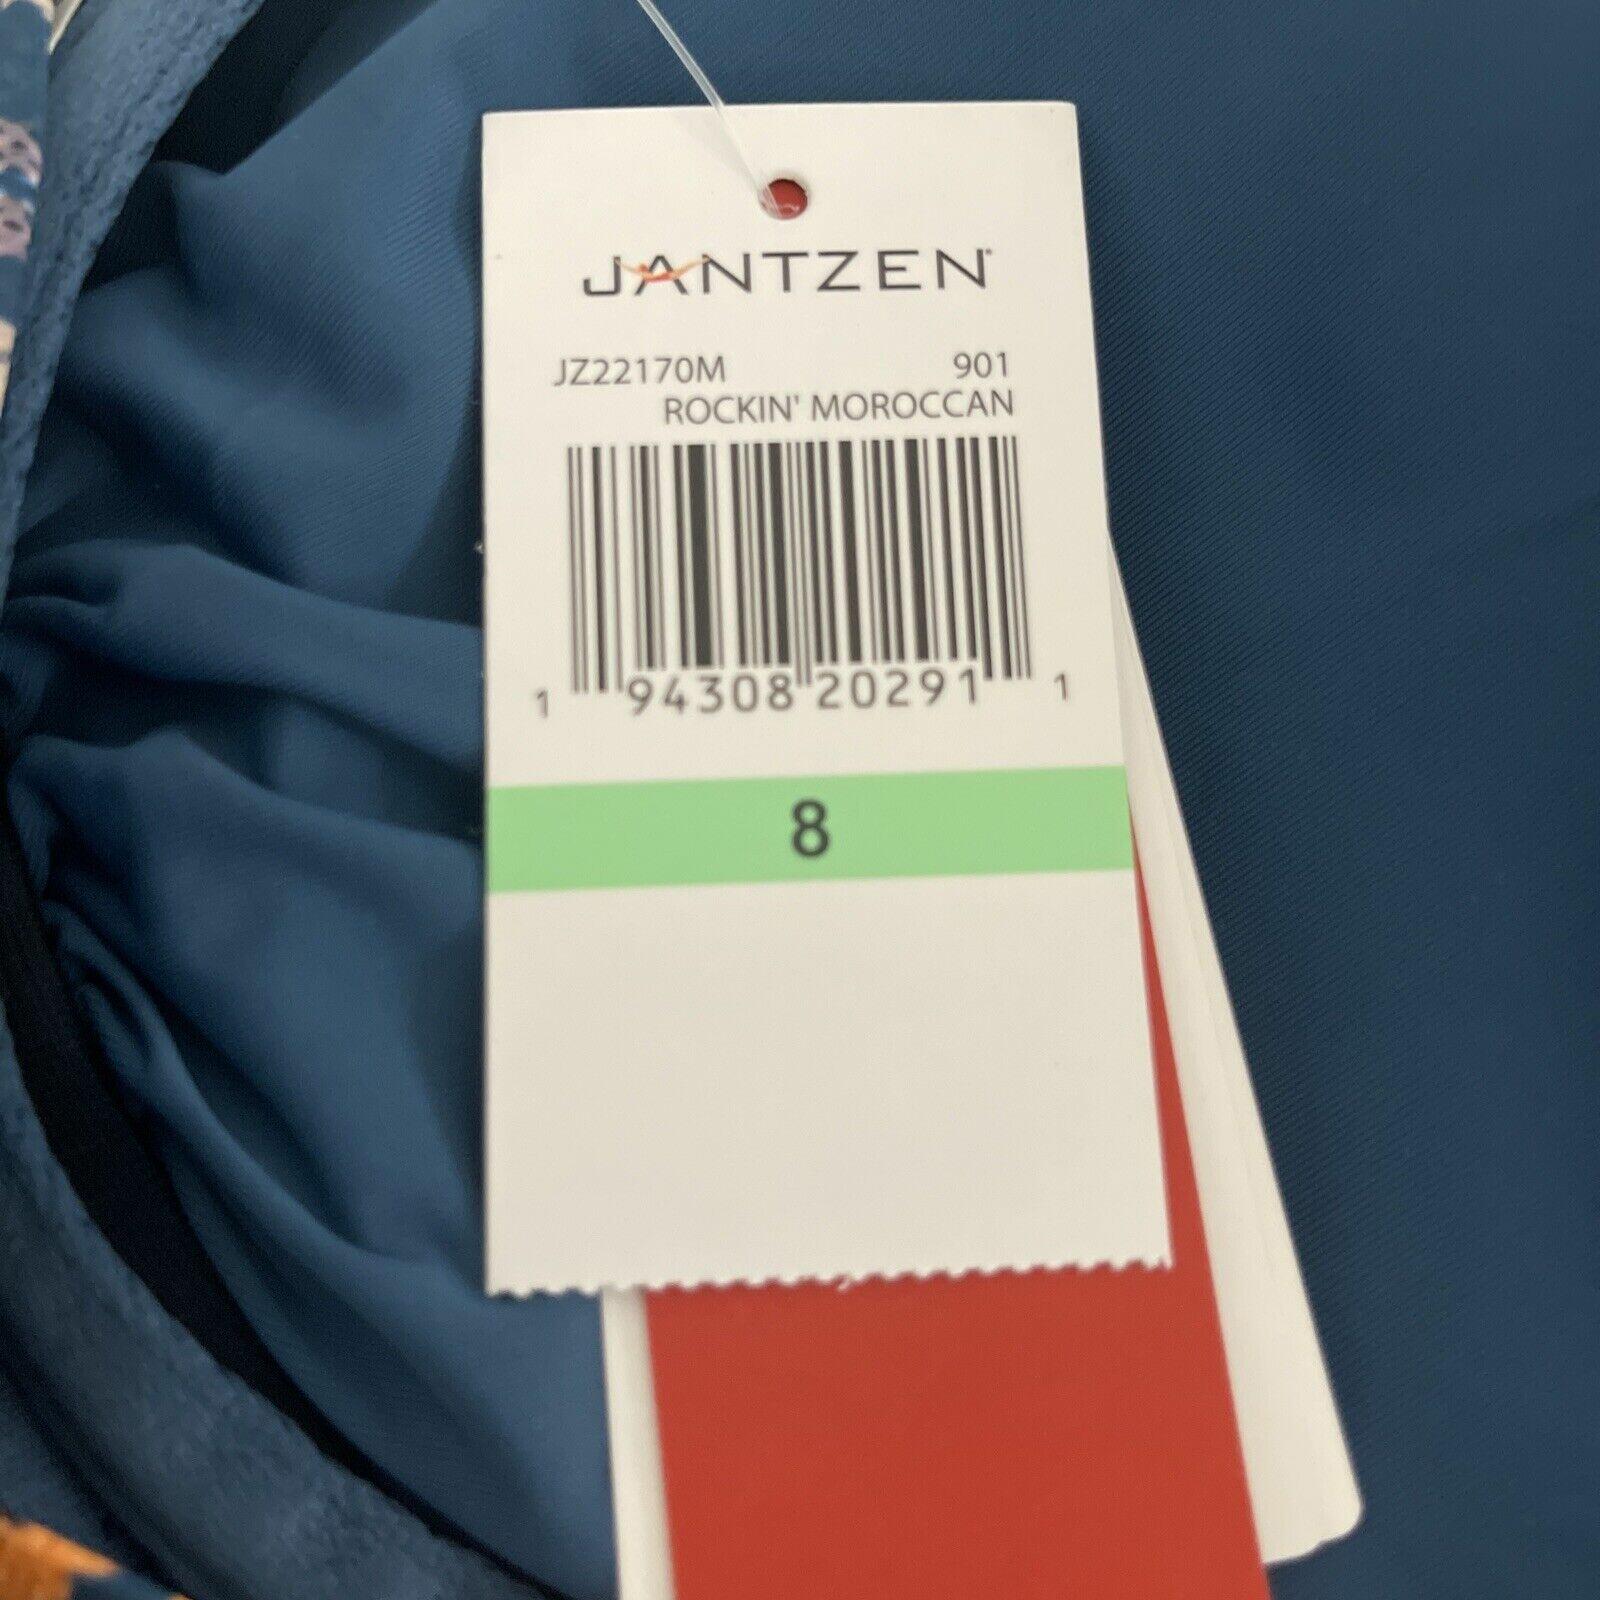 JANTZEN®
JZ22170M 901
ROCKIN' MOROCCAN
1 94308 20291 1
8